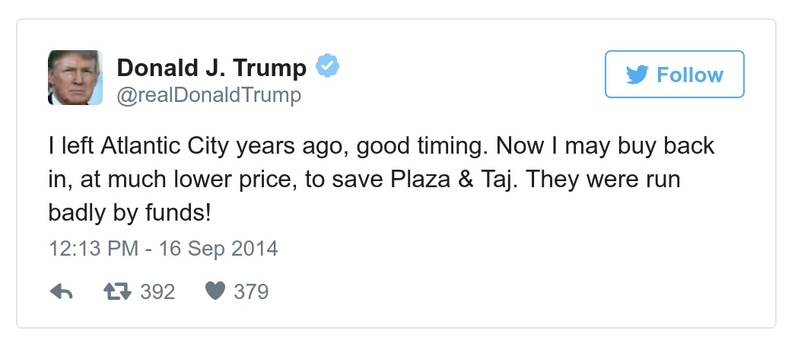 Donald J. Trump
@realDonaldTrump
Follow
I left Atlantic City years ago, good timing. Now I may buy back
in, at much lower price, to save Plaza & Taj. They were run
badly by funds!
12:13 PM - 16 Sep 2014
392 379